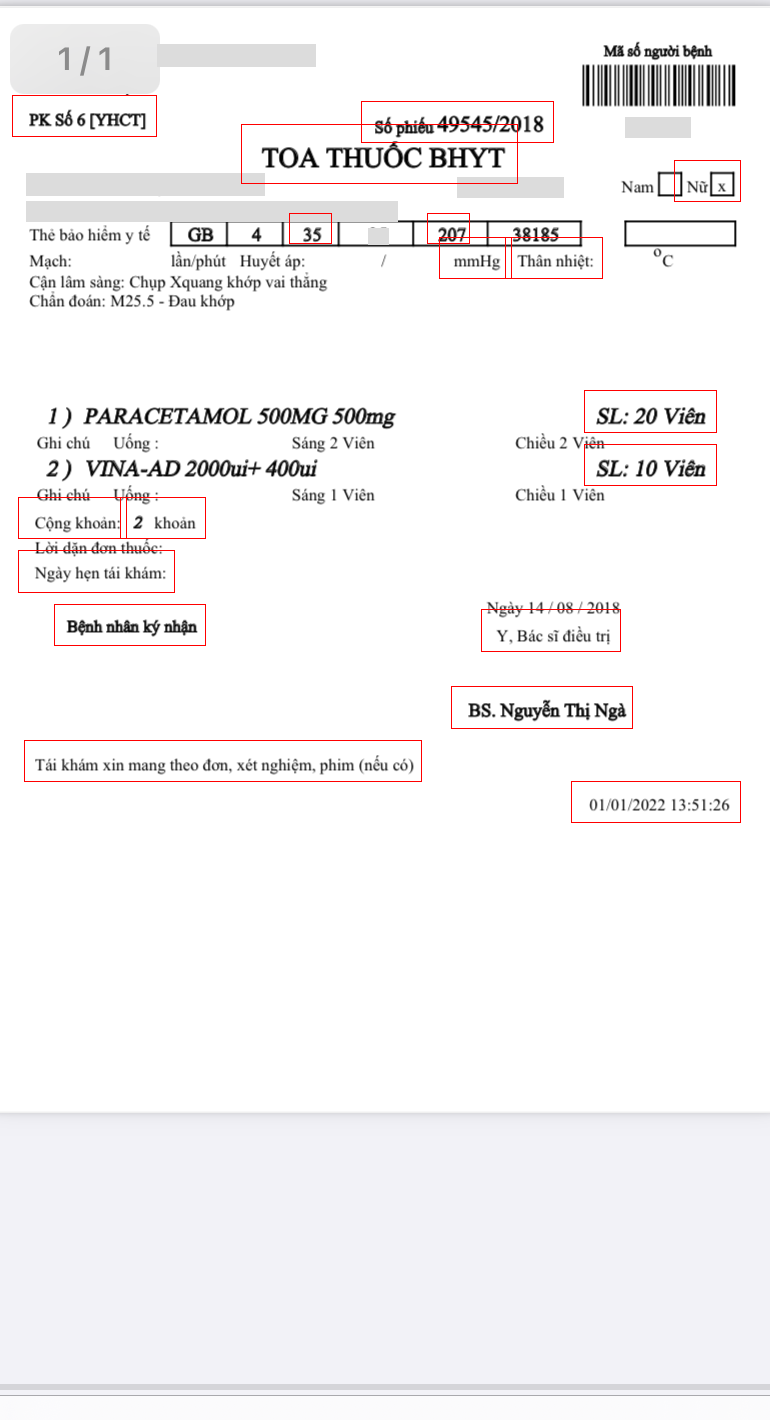 1/1
Mã số người bệnh
PK Số 6 [YHCT]
Số phiếu 49545/2018
TOA THUỐC BHYT
Nam Nữ x
Thẻ bảo hiểm y tế GB 4 35 207 38185
Mạch: lần/phút Huyết áp: / mmHg Thân nhiệt: ⁰C
Cận lâm sàng: Chụp Xquang khớp vai thẳng
Chẩn đoán: M25.5 - Đau khớp
1 ) PARACETAMOL 500MG 500mg SL: 20 Viên
Ghi chú Uống : Sáng 2 Viên Chiều 2 Viên
2 ) VINA-AD 2000ui+ 400ui SL: 10 Viên
Ghi chú Uống : Sáng 1 Viên Chiều 1 Viên
Cộng khoản: 2 khoản
Lời dặn đơn thuốc:
Ngày hẹn tái khám:
Ngày 14 / 08 / 2018
Bệnh nhân ký nhận Y, Bác sĩ điều trị
BS. Nguyễn Thị Ngà
Tái khám xin mang theo đơn, xét nghiệm, phim (nếu có)
01/01/2022 13:51:26